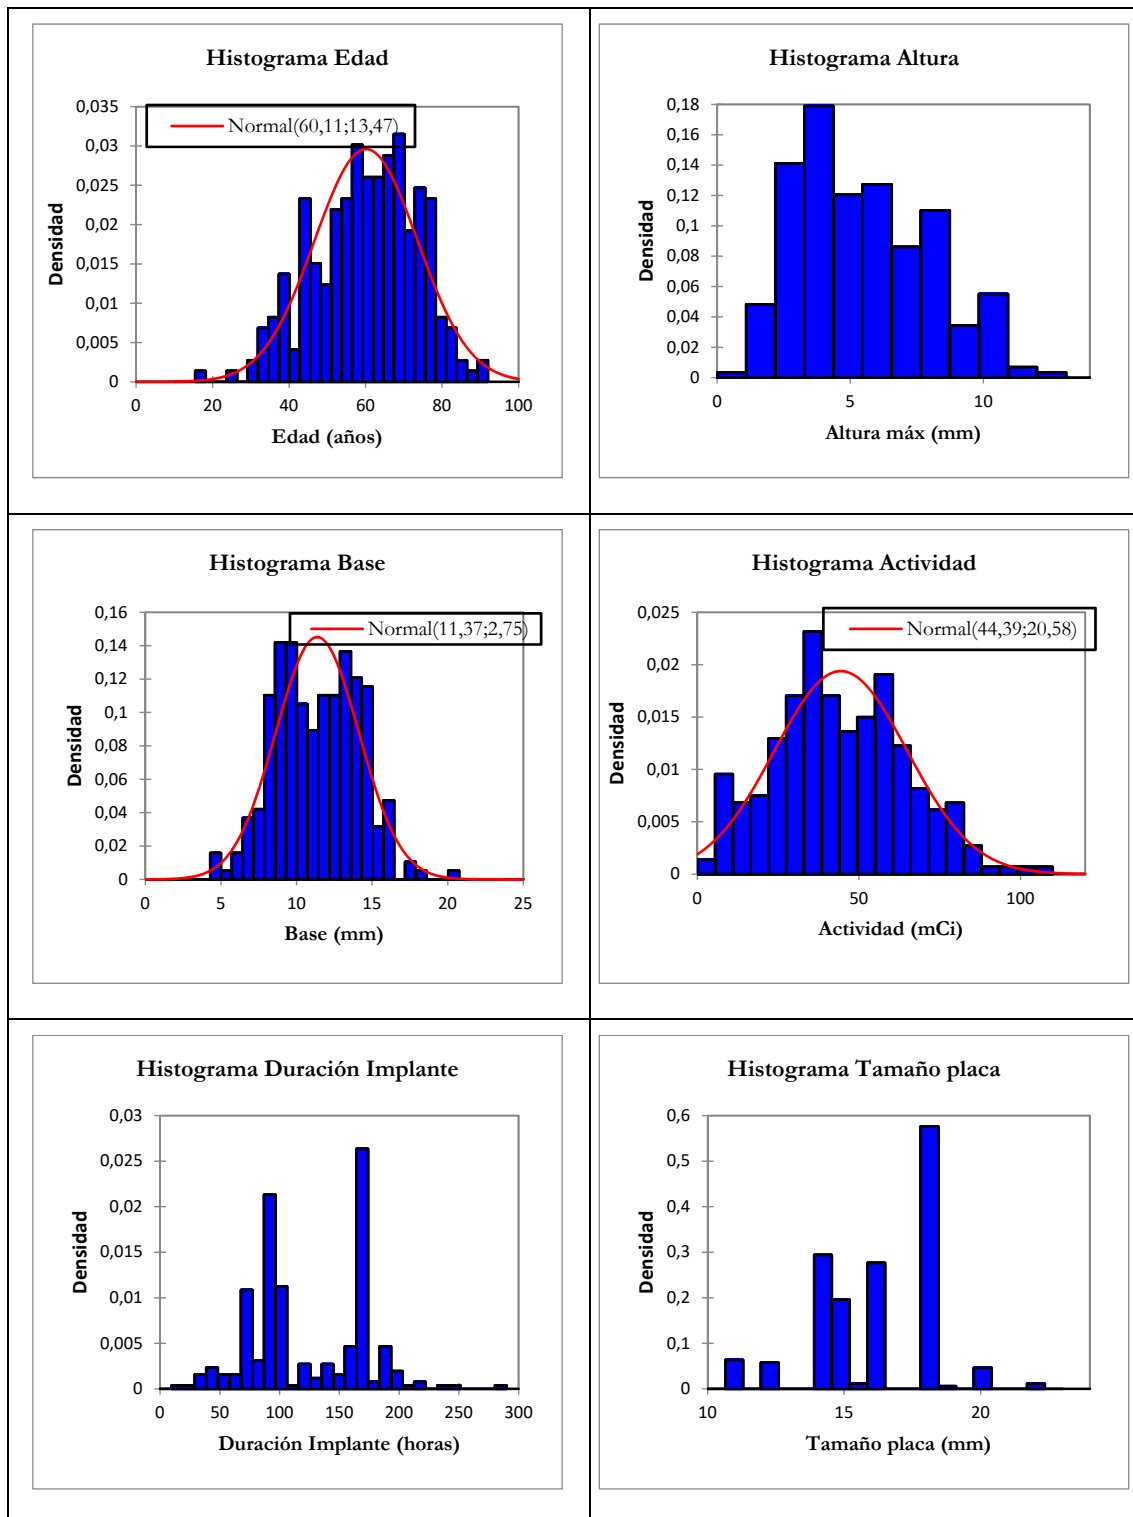 Histograma Edad
Normal(60,11;13,47)
0,035
0,03
0,025
0,02
0,015
0,01
0,005
0
Densidad
0 20 40 60 80 100
Edad (años)
Histograma Altura
0,18
0,16
0,14
0,12
0,1
0,08
0,06
0,04
0,02
0
Densidad
0 5 10
Altura máx (mm)
Histograma Base
Normal(11,37;2,75)
0,16
0,14
0,12
0,1
0,08
0,06
0,04
0,02
0
Densidad
0 5 10 15 20 25
Base (mm)
Histograma Actividad
Normal(44,39;20,58)
0,025
0,02
0,015
0,01
0,005
0
Densidad
0 50 100
Actividad (mCi)
Histograma Duración Implante
0,03
0,025
0,02
0,015
0,01
0,005
0
Densidad
0 50 100 150 200 250 300
Duración Implante (horas)
Histograma Tamaño placa
0,6
0,5
0,4
0,3
0,2
0,1
0
Densidad
10 15 20
Tamaño placa (mm)